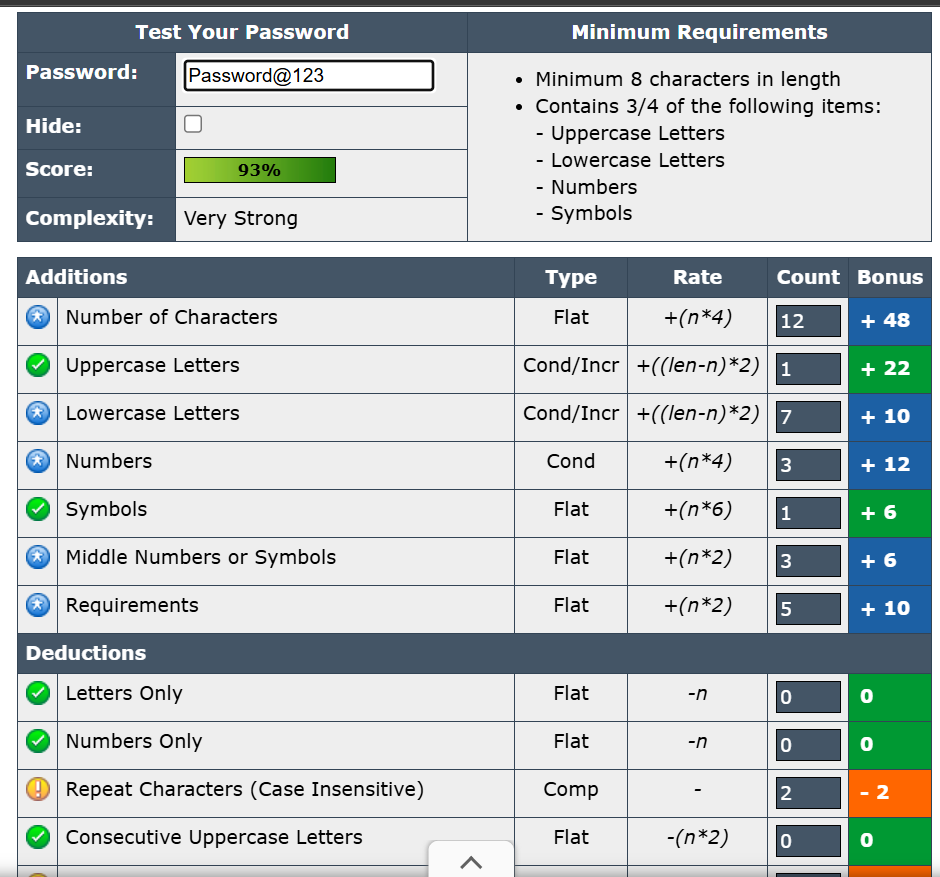 Test Your Password Minimum Requirements
Password: Password@123
Hide:
Score: 93%
Complexity: Very Strong
Minimum 8 characters in length
Contains 3/4 of the following items:
- Uppercase Letters
- Lowercase Letters
- Numbers
- Symbols
Additions Type Rate Count Bonus
Number of Characters Flat +(n*4) 12 + 48
Uppercase Letters Cond/Incr +((len-n)*2) 1 + 22
Lowercase Letters Cond/Incr +((len-n)*2) 7 + 10
Numbers Cond +(n*4) 3 + 12
Symbols Flat +(n*6) 1 + 6
Middle Numbers or Symbols Flat +(n*2) 3 + 6
Requirements Flat +(n*2) 5 + 10
Deductions
Letters Only Flat -n 0 0
Numbers Only Flat -n 0 0
Repeat Characters (Case Insensitive) Comp - 2 - 2
Consecutive Uppercase Letters Flat -(n*2) 0 0